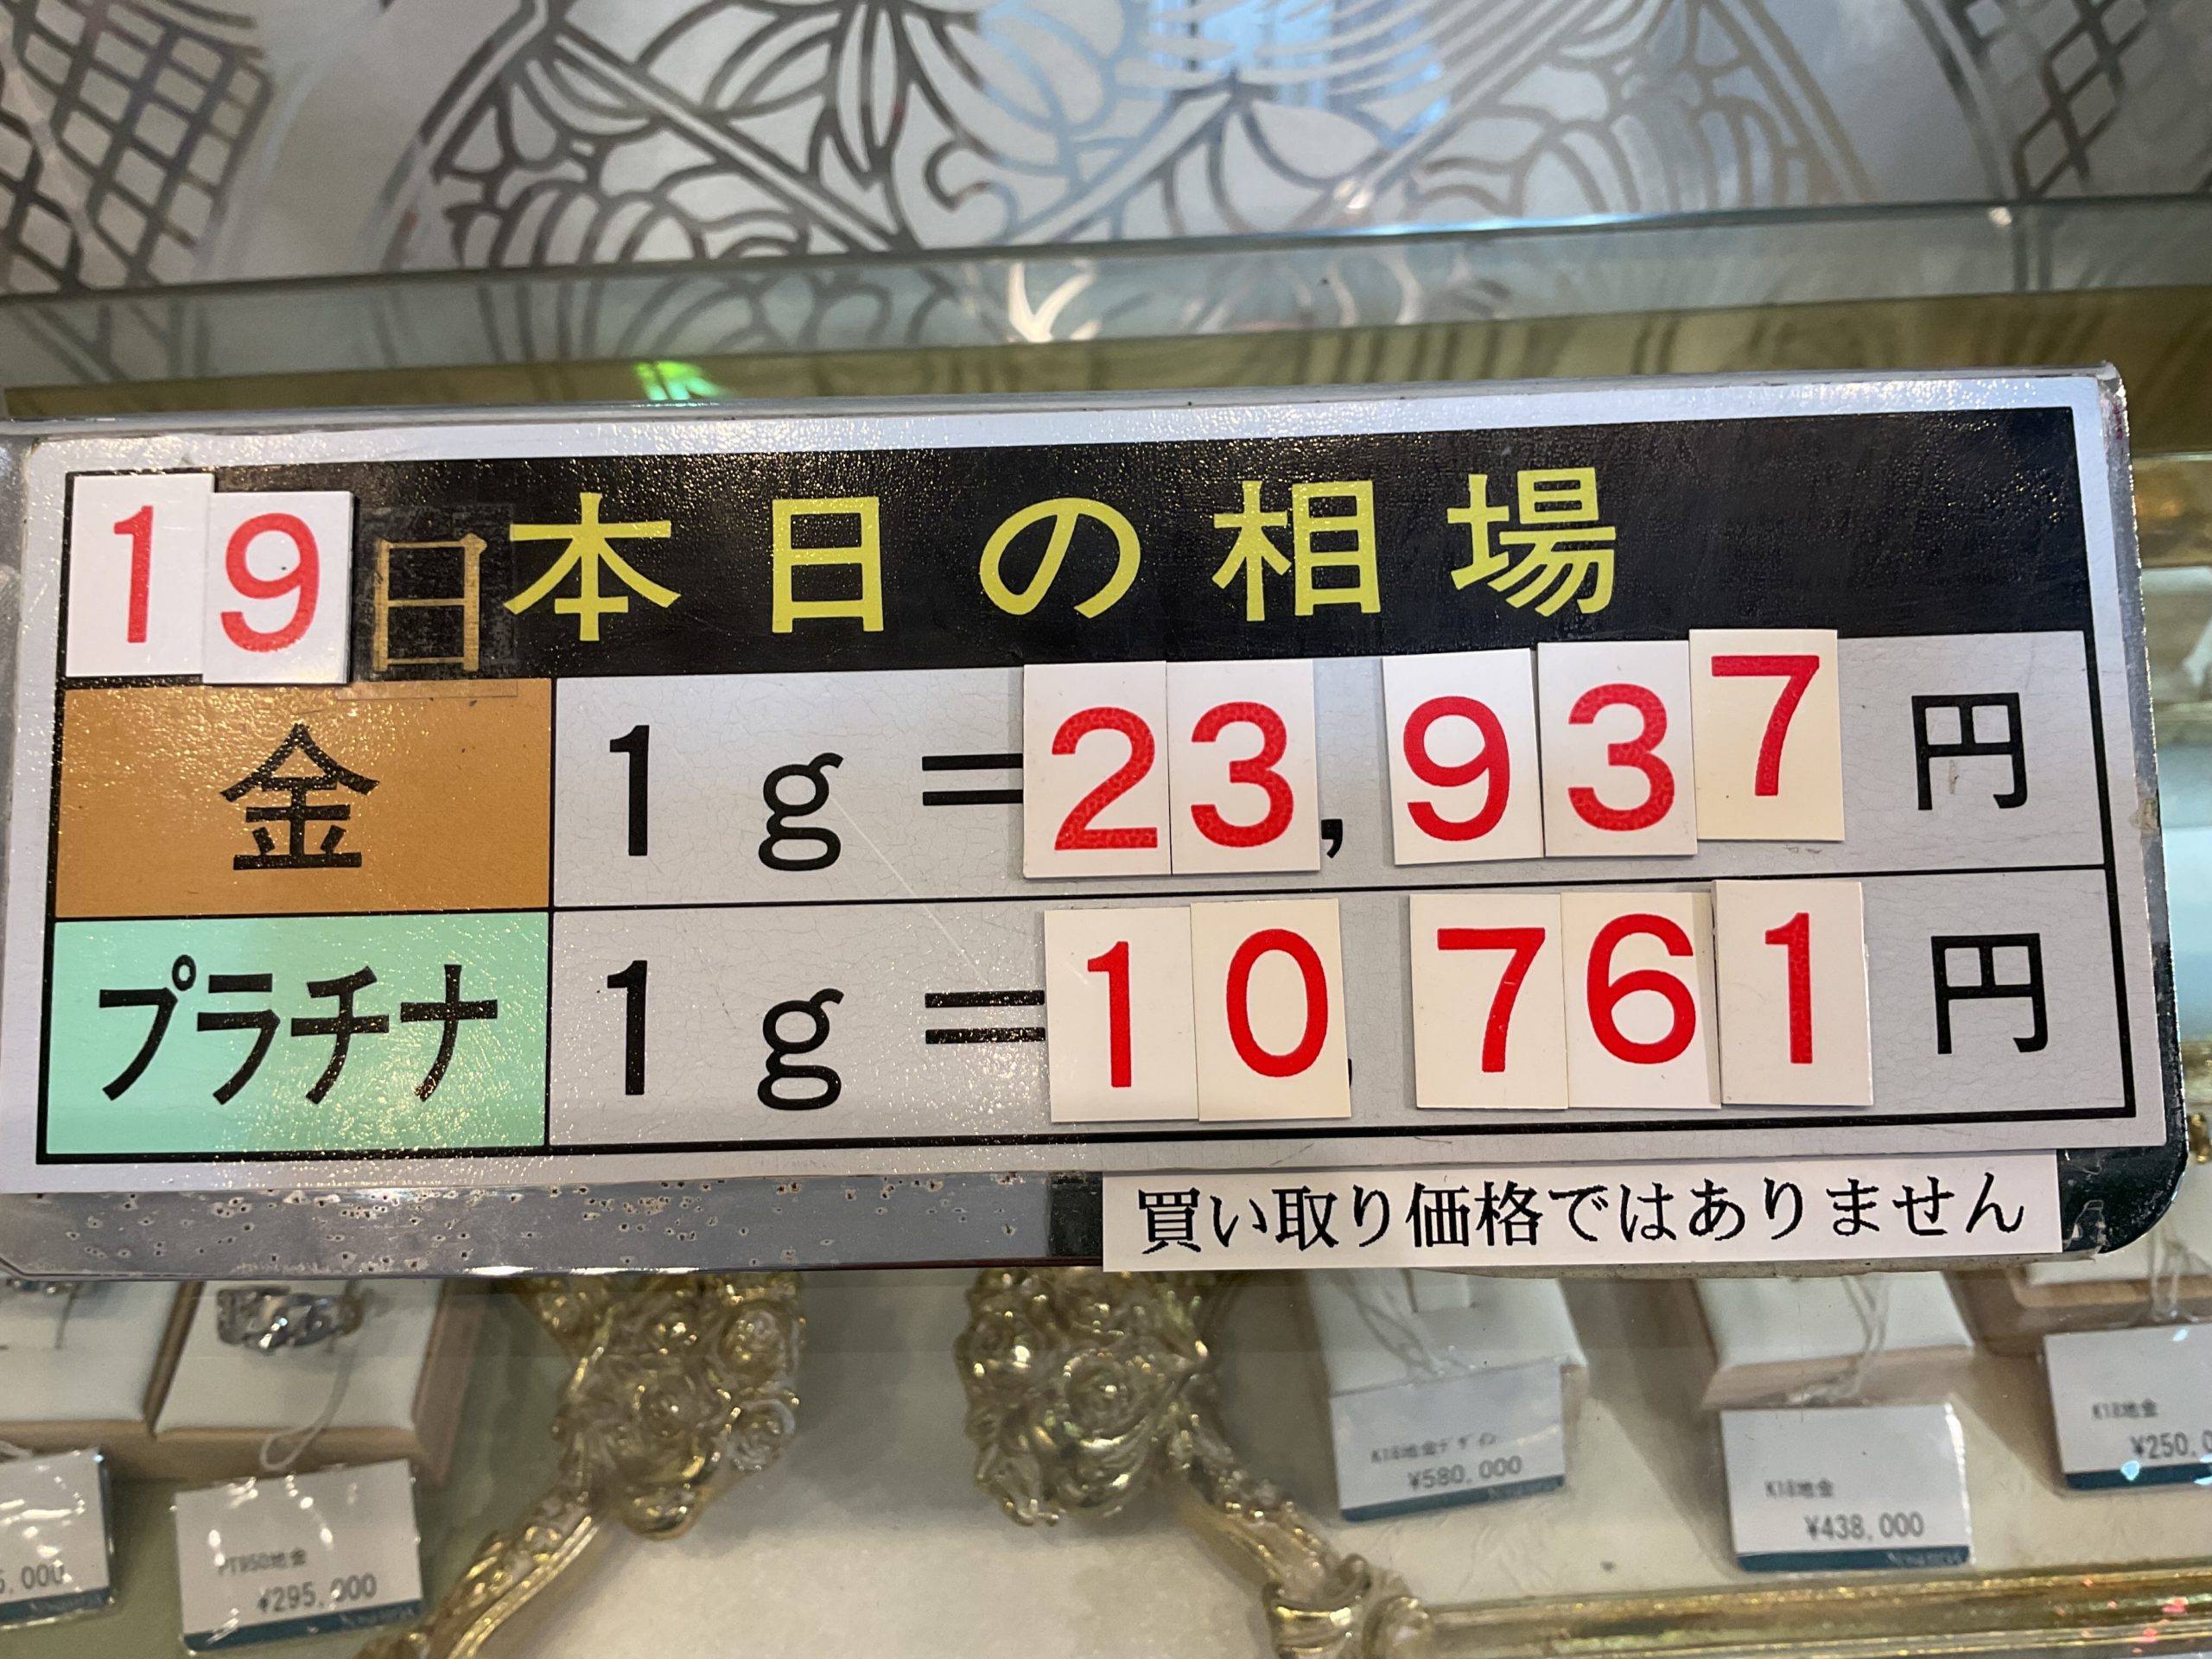 19日 本日の相場
金 1g=23,937円
プラチナ 1g=10,761円
買い取り価格ではありません
K18地金デザイン
¥580,000
K18地金
¥438,000
K18地金
¥250,0
PT950地金
¥295,000
5,000